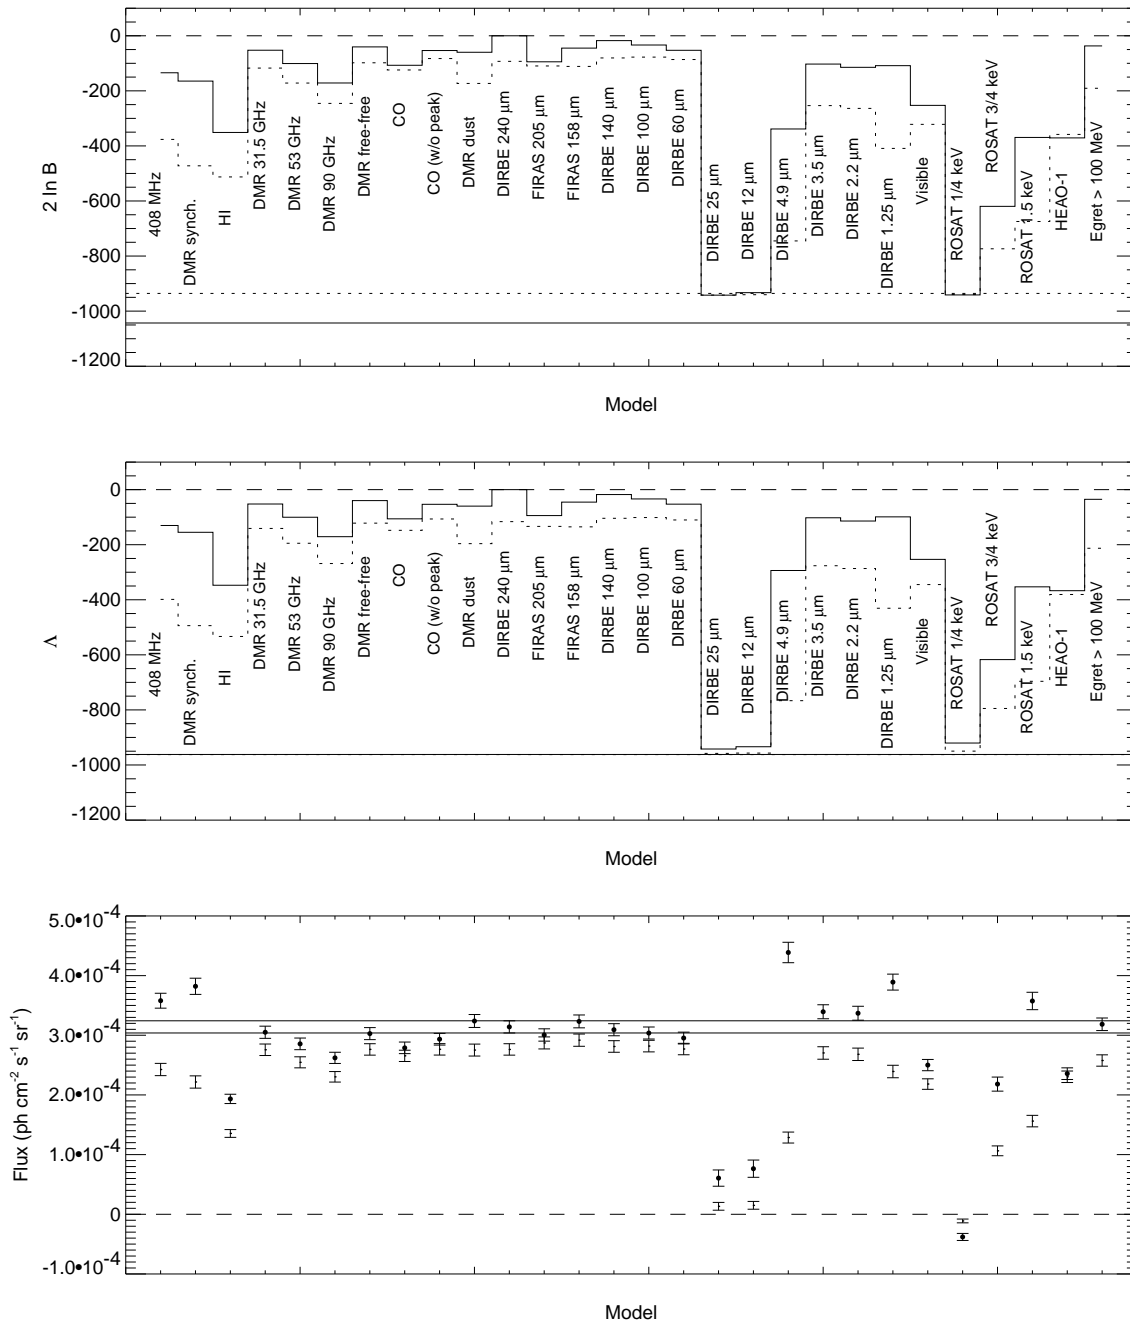 2 ln B
0
-200
-400
-600
-800
-1000
-1200
408 MHz
DMR synch.
HI
DMR 31.5 GHz
DMR 53 GHz
DMR 90 GHz
DMR free-free
CO
CO (w/o peak)
DMR dust
DIRBE 240 µm
FIRAS 205 µm
FIRAS 158 µm
DIRBE 140 µm
DIRBE 100 µm
DIRBE 60 µm
DIRBE 25 µm
DIRBE 12 µm
DIRBE 4.9 µm
DIRBE 3.5 µm
DIRBE 2.2 µm
DIRBE 1.25 µm
Visible
ROSAT 1/4 keV
ROSAT 3/4 keV
ROSAT 1.5 keV
HEAO-1
Egret > 100 MeV
Model
Λ
0
-200
-400
-600
-800
-1000
-1200
408 MHz
DMR synch.
HI
DMR 31.5 GHz
DMR 53 GHz
DMR 90 GHz
DMR free-free
CO
CO (w/o peak)
DMR dust
DIRBE 240 µm
FIRAS 205 µm
FIRAS 158 µm
DIRBE 140 µm
DIRBE 100 µm
DIRBE 60 µm
DIRBE 25 µm
DIRBE 12 µm
DIRBE 4.9 µm
DIRBE 3.5 µm
DIRBE 2.2 µm
DIRBE 1.25 µm
Visible
ROSAT 1/4 keV
ROSAT 3/4 keV
ROSAT 1.5 keV
HEAO-1
Egret > 100 MeV
Model
Flux (ph cm⁻² s⁻¹ sr⁻¹)
5.0•10⁻⁴
4.0•10⁻⁴
3.0•10⁻⁴
2.0•10⁻⁴
1.0•10⁻⁴
0
-1.0•10⁻⁴
Model